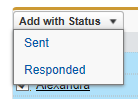 Add with Status
Sent
Responded
Alexandra